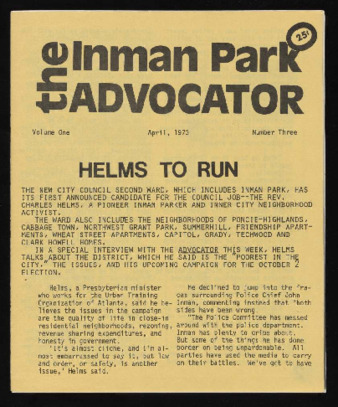 25¢
the Inman Park
ADVOCATOR
Volume One April, 1973 Number Three
HELMS TO RUN
THE NEW CITY COUNCIL SECOND WARD, WHICH INCLUDES INMAN PARK, HAS
ITS FIRST ANNOUNCED CANDIDATE FOR THE COUNCIL JOB--THE REV.
CHARLES HELMS, A PIONEER INMAN PARKER AND INNER CITY NEIGHBORHOOD
ACTIVIST.
THE WARD ALSO INCLUDES THE NEIGHBORHOODS OF PONCIE-HIGHLANDS,
CABBAGE TOWN, NORTHWEST GRANT PARK, SUMMERHILL, FRIENDSHIP APART-
MENTS, WHEAT STREET APARTMENTS, CAPITOL, GRADY, TECHWOOD AND
CLARK HOWELL HOMES.
IN A SPECIAL INTERVIEW WITH THE ADVOCATOR THIS WEEK, HELMS
TALKS ABOUT THE DISTRICT, WHICH HE SAID IS THE "POOREST IN THE
CITY," THE ISSUES, AND HIS UPCOMING CAMPAIGN FOR THE OCTOBER 2
ELECTION.
Helms, a Presbyterian minister
who works for the Urban Training
Organization of Atlanta, said he be-
lieves the issues in the campaign
are the quality of life in close-in
residential neighborhoods, rezoning,
revenue sharing expenditures, and
honesty in government.
"It's almost cliche, and I'm al-
most embarrassed to say it, but law
and order, or safety, is another
issue," Helms said.
He declined to jump into the fra-
cas surrounding Police Chief John
Inman, commenting instead that "both
sides have been wrong
"The Police Committee has messed
around with the police department.
Inman has plenty to gripe about.
But some of the things he has done
border on being unpardonable. All
parties have used the media to carry
on their battles. We've got to have